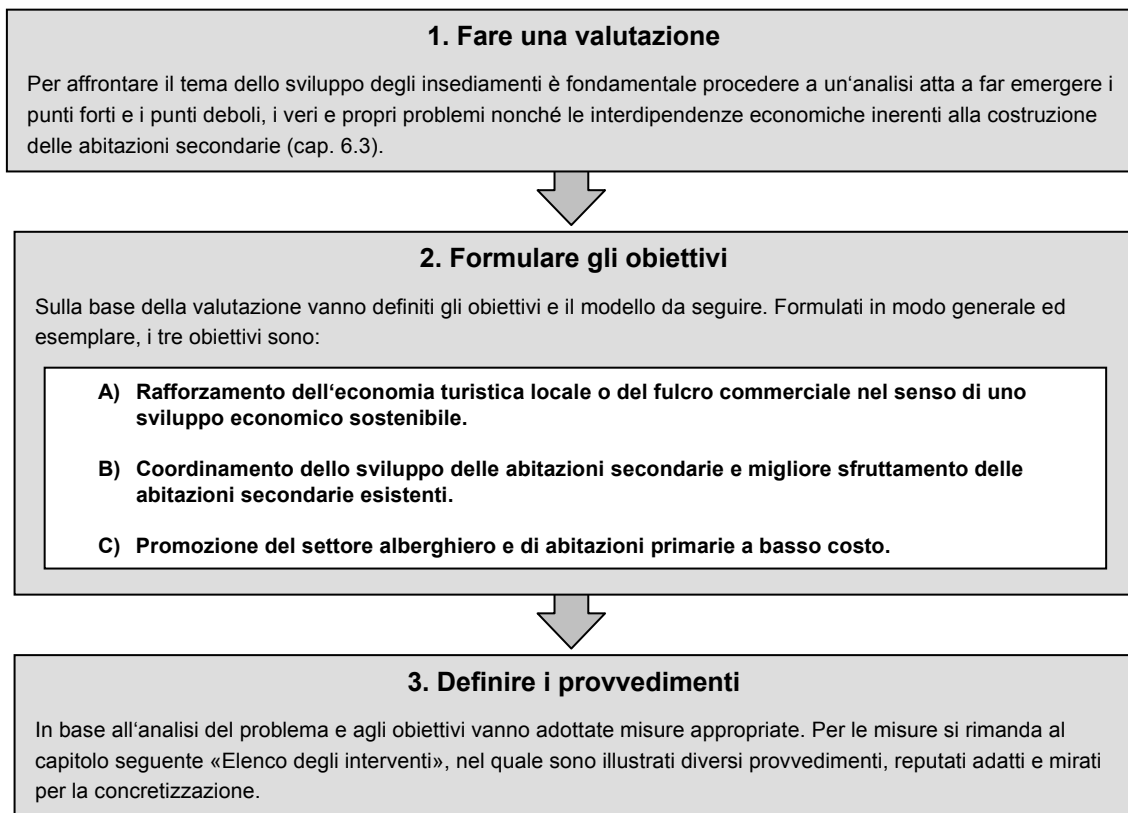 1. Fare una valutazione
Per affrontare il tema dello sviluppo degli insediamenti è fondamentale procedere a un‘analisi atta a far emergere i
punti forti e i punti deboli, i veri e propri problemi nonché le interdipendenze economiche inerenti alla costruzione
delle abitazioni secondarie (cap. 6.3).
2. Formulare gli obiettivi
Sulla base della valutazione vanno definiti gli obiettivi e il modello da seguire. Formulati in modo generale ed
esemplare, i tre obiettivi sono:
A) Rafforzamento dell‘economia turistica locale o del fulcro commerciale nel senso di uno
sviluppo economico sostenibile.
B) Coordinamento dello sviluppo delle abitazioni secondarie e migliore sfruttamento delle
abitazioni secondarie esistenti.
C) Promozione del settore alberghiero e di abitazioni primarie a basso costo.
3. Definire i provvedimenti
In base all‘analisi del problema e agli obiettivi vanno adottate misure appropriate. Per le misure si rimanda al
capitolo seguente «Elenco degli interventi», nel quale sono illustrati diversi provvedimenti, reputati adatti e mirati
per la concretizzazione.